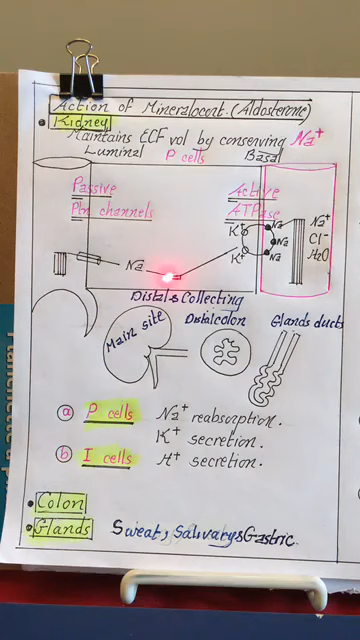 Action of Mineralocort. (Aldosterone)
Kidney
Maintains ECF vol by conserving Na+
Luminal P cells Basal
Passive Active
Ptn channels ATPase
K+ Na Na+
Na Cl-
K+ Na H2O
Na
Distal & Collecting
Main site Distal colon Glands ducts
a P cells Na+ reabsorption.
K+ secretion.
b I cells H+ secretion.
Colon
Glands Sweat, Salivary & Gastric.